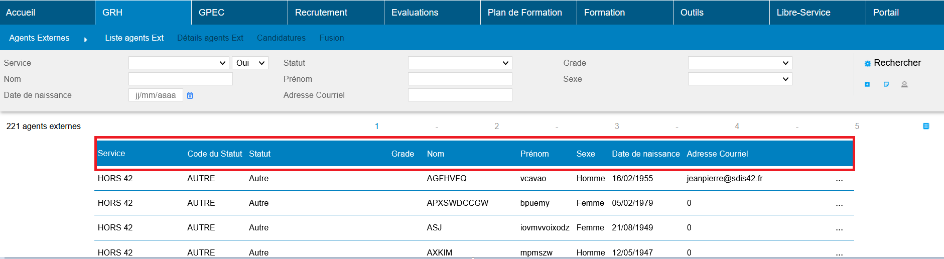 Accueil GRH GPEC Recrutement Evaluations Plan de Formation Formation Outils Libre-Service Portail
Agents Externes Liste agents Ext Détails agents Ext Candidatures Fusion
Service Oui Statut Grade Rechercher
Nom Prénom Sexe
Date de naissance jj/mm/aaaa Adresse Courriel
221 agents externes 1 - 2 - 3 - 4 - 5
Service Code du Statut Statut Grade Nom Prénom Sexe Date de naissance Adresse Courriel
HORS 42 AUTRE Autre AGFHVFQ vcavao Homme 16/02/1955 jeanpierre@sdis42.fr ...
HORS 42 AUTRE Autre APXSWDCCGW bpuemy Femme 05/02/1979 0 ...
HORS 42 AUTRE Autre ASJ iovmvvoixodz Femme 21/08/1949 0 ...
HORS 42 AUTRE Autre AXKIM mpmszw Homme 12/05/1947 0 ...